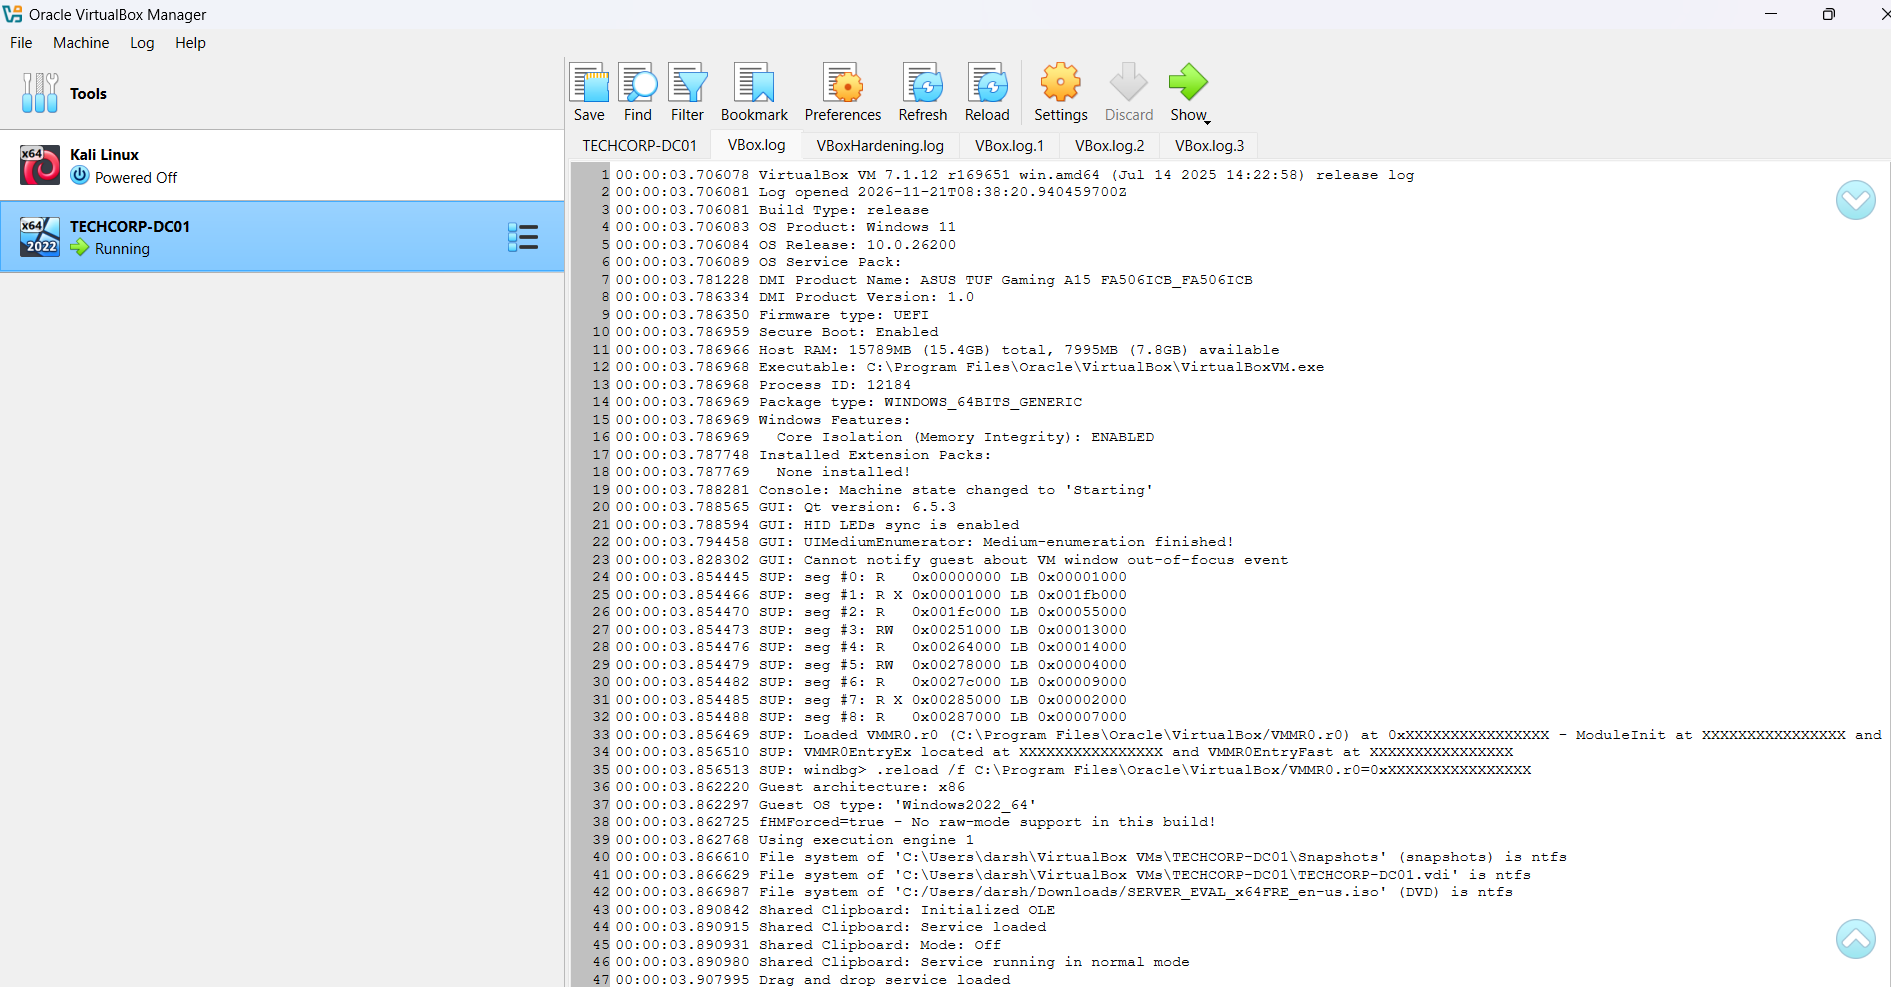 Oracle VirtualBox Manager
File Machine Log Help
Tools
x64
Kali Linux
Powered Off
x64
2022
TECHCORP-DC01
Running
Save Find Filter Bookmark Preferences Refresh Reload Settings Discard Show
TECHCORP-DC01 VBox.log VBoxHardening.log VBox.log.1 VBox.log.2 VBox.log.3
1 00:00:03.706078 VirtualBox VM 7.1.12 r169651 win.amd64 (Jul 14 2025 14:22:58) release log
2 00:00:03.706081 Log opened 2026-11-21T08:38:20.940459700Z
3 00:00:03.706081 Build Type: release
4 00:00:03.706083 OS Product: Windows 11
5 00:00:03.706084 OS Release: 10.0.26200
6 00:00:03.706089 OS Service Pack:
7 00:00:03.781228 DMI Product Name: ASUS TUF Gaming A15 FA506ICB_FA506ICB
8 00:00:03.786334 DMI Product Version: 1.0
9 00:00:03.786350 Firmware type: UEFI
10 00:00:03.786959 Secure Boot: Enabled
11 00:00:03.786966 Host RAM: 15789MB (15.4GB) total, 7995MB (7.8GB) available
12 00:00:03.786968 Executable: C:\Program Files\Oracle\VirtualBox\VirtualBoxVM.exe
13 00:00:03.786968 Process ID: 12184
14 00:00:03.786969 Package type: WINDOWS_64BITS_GENERIC
15 00:00:03.786969 Windows Features:
16 00:00:03.786969 Core Isolation (Memory Integrity): ENABLED
17 00:00:03.787748 Installed Extension Packs:
18 00:00:03.787769 None installed!
19 00:00:03.788281 Console: Machine state changed to 'Starting'
20 00:00:03.788565 GUI: Qt version: 6.5.3
21 00:00:03.788594 GUI: HID LEDs sync is enabled
22 00:00:03.794458 GUI: UIMediumEnumerator: Medium-enumeration finished!
23 00:00:03.828302 GUI: Cannot notify guest about VM window out-of-focus event
24 00:00:03.854445 SUP: seg #0: R 0x00000000 LB 0x00001000
25 00:00:03.854466 SUP: seg #1: R X 0x00001000 LB 0x001fb000
26 00:00:03.854470 SUP: seg #2: R 0x001fc000 LB 0x00055000
27 00:00:03.854473 SUP: seg #3: RW 0x00251000 LB 0x00013000
28 00:00:03.854476 SUP: seg #4: R 0x00264000 LB 0x00014000
29 00:00:03.854479 SUP: seg #5: RW 0x00278000 LB 0x00004000
30 00:00:03.854482 SUP: seg #6: R 0x0027c000 LB 0x00009000
31 00:00:03.854485 SUP: seg #7: R X 0x00285000 LB 0x00002000
32 00:00:03.854488 SUP: seg #8: R 0x00287000 LB 0x00007000
33 00:00:03.856469 SUP: Loaded VMMR0.r0 (C:\Program Files\Oracle\VirtualBox/VMMR0.r0) at 0xXXXXXXXXXXXXXXXX - ModuleInit at XXXXXXXXXXXXXXXX and
34 00:00:03.856510 SUP: VMMR0EntryEx located at XXXXXXXXXXXXXXXX and VMMR0EntryFast at XXXXXXXXXXXXXXXX
35 00:00:03.856513 SUP: windbg> .reload /f C:\Program Files\Oracle\VirtualBox/VMMR0.r0=0xXXXXXXXXXXXXXXXX
36 00:00:03.862220 Guest architecture: x86
37 00:00:03.862297 Guest OS type: 'Windows2022_64'
38 00:00:03.862725 fHMForced=true - No raw-mode support in this build!
39 00:00:03.862768 Using execution engine 1
40 00:00:03.866610 File system of 'C:\Users\darsh\VirtualBox VMs\TECHCORP-DC01\Snapshots' (snapshots) is ntfs
41 00:00:03.866629 File system of 'C:\Users\darsh\VirtualBox VMs\TECHCORP-DC01\TECHCORP-DC01.vdi' is ntfs
42 00:00:03.866987 File system of 'C:/Users/darsh/Downloads/SERVER_EVAL_x64FRE_en-us.iso' (DVD) is ntfs
43 00:00:03.890842 Shared Clipboard: Initialized OLE
44 00:00:03.890915 Shared Clipboard: Service loaded
45 00:00:03.890931 Shared Clipboard: Mode: Off
46 00:00:03.890980 Shared Clipboard: Service running in normal mode
47 00:00:03.907995 Drag and drop service loaded